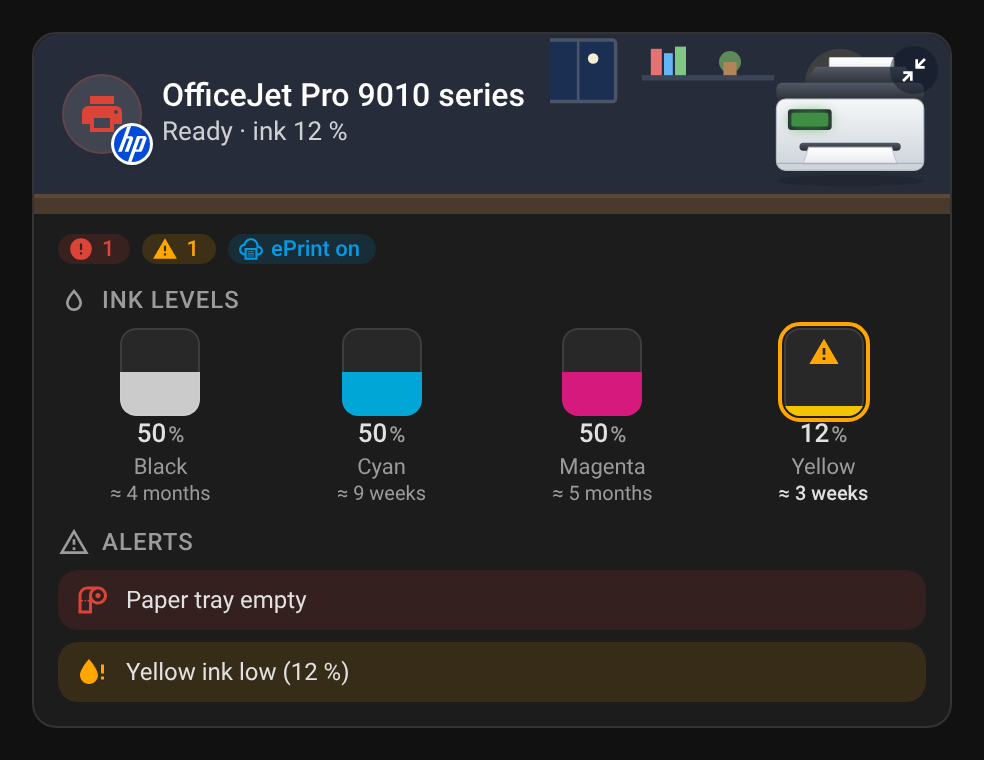 OfficeJet Pro 9010 series
Ready · ink 12 %
hp
1
1
ePrint on
INK LEVELS
50% 50% 50% 12%
Black Cyan Magenta Yellow
≈ 4 months ≈ 9 weeks ≈ 5 months ≈ 3 weeks
ALERTS
Paper tray empty
Yellow ink low (12 %)